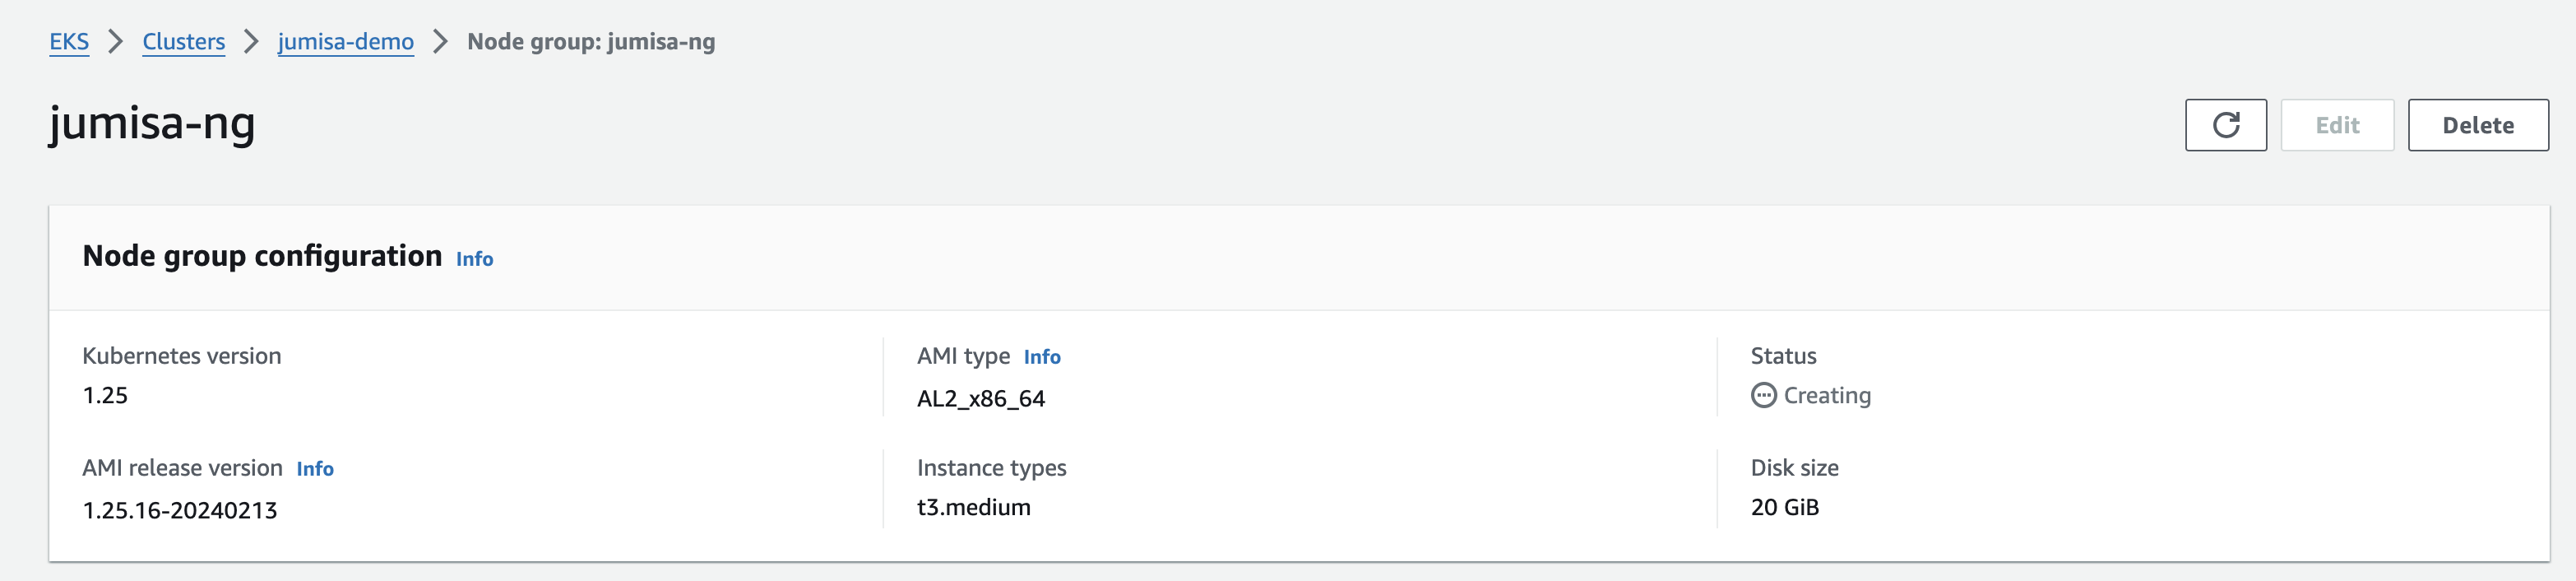 EKS > Clusters > jumisa-demo > Node group: jumisa-ng
jumisa-ng
Edit
Delete
Node group configuration Info
Kubernetes version
1.25
AMI type Info
AL2_x86_64
Status
Creating
AMI release version Info
1.25.16-20240213
Instance types
t3.medium
Disk size
20 GiB